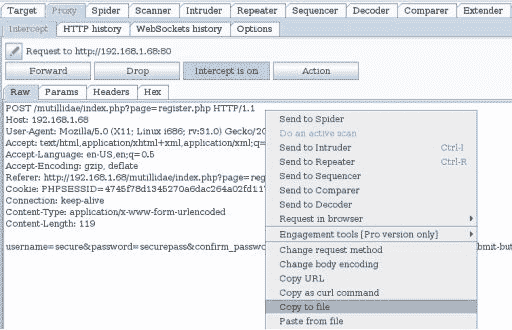 Target Proxy Spider Scanner Intruder Repeater Sequencer Decoder Comparer Extender
Intercept HTTP history WebSockets history Options
Request to http://192.168.1.68:80
Forward Drop Intercept is on Action
Raw Params Headers Hex
POST /mutillidae/index.php?page=register.php HTTP/1.1
Host: 192.168.1.68
User-Agent: Mozilla/5.0 (X11; Linux i686; rv:31.0) Gecko/20
Accept: text/html,application/xhtml+xml,application/xml;q=
Accept-Language: en-US,en;q=0.5
Accept-Encoding: gzip, deflate
Referer: http://192.168.1.68/mutillidae/index.php?page=reg
Cookie: PHPSESSID=4745f78d1345270a6dac264a02fd117
Connection: keep-alive
Content-Type: application/x-www-form-urlencoded
Content-Length: 119
username=secure&password=securepass&confirm_passwo
bmit-but
Send to Spider
Do an active scan
Send to Intruder Ctrl-I
Send to Repeater Ctrl-R
Send to Sequencer
Send to Comparer
Send to Decoder
Request in browser
Engagement tools [Pro version only]
Change request method
Change body encoding
Copy URL
Copy as curl command
Copy to file
Paste from file